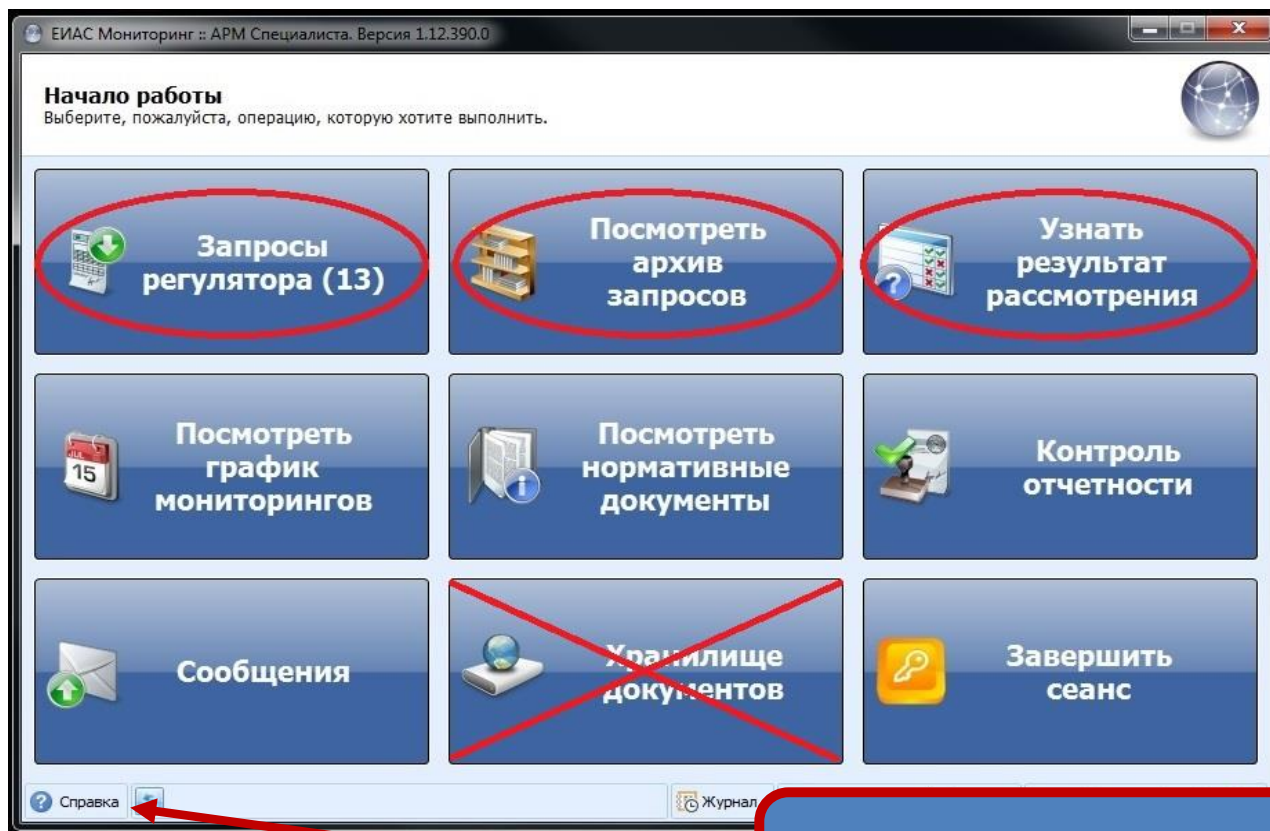 ЕИАС Мониторинг :: АРМ Специалиста. Версия 1.12.390.0
Начало работы
Выберите, пожалуйста, операцию, которую хотите выполнить.
Запросы
регулятора (13)
Посмотреть
архив
запросов
Узнать
результат
рассмотрения
Посмотреть
график
мониторингов
JUL
15
Посмотреть
нормативные
документы
Контроль
отчетности
Сообщения
Хранилище
документов
Завершить
сеанс
Справка
Журнал